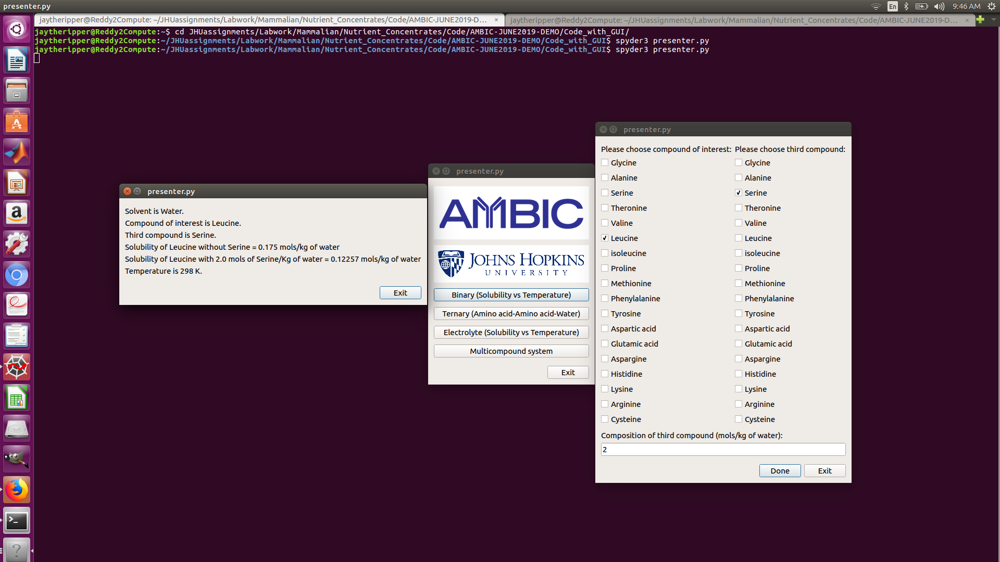 presenter.py
En
9:46 AM
jaytheripper@Reddy2Compute: ~/JHUassignments/Labwork/Mammalian/Nutrient_Concentrates/Code/AMBIC-JUNE2019-D... ×
jaytheripper@Reddy2Compute: ~/JHUassignments/Labwork/Mammalian/Nutrient_Concentrates/Code/AMBIC-JUNE2019-D... ×
jaytheripper@Reddy2Compute:~$ cd JHUassignments/Labwork/Mammalian/Nutrient_Concentrates/Code/AMBIC-JUNE2019-DEMO/Code_with_GUI/
jaytheripper@Reddy2Compute:~/JHUassignments/Labwork/Mammalian/Nutrient_Concentrates/Code/AMBIC-JUNE2019-DEMO/Code_with_GUI$ spyder3 presenter.py
jaytheripper@Reddy2Compute:~/JHUassignments/Labwork/Mammalian/Nutrient_Concentrates/Code/AMBIC-JUNE2019-DEMO/Code_with_GUI$ spyder3 presenter.py
presenter.py
Solvent is Water.
Compound of interest is Leucine.
Third compound is Serine.
Solubility of Leucine without Serine = 0.175 mols/kg of water
Solubility of Leucine with 2.0 mols of Serine/Kg of water = 0.12257 mols/kg of water
Temperature is 298 K.
Exit
presenter.py
AMBIC
JOHNS HOPKINS
UNIVERSITY
Binary (Solubility vs Temperature)
Ternary (Amino acid-Amino acid-Water)
Electrolyte (Solubility vs Temperature)
Multicompound system
Exit
presenter.py
Please choose compound of interest:
Glycine
Alanine
Serine
Theronine
Valine
Leucine
isoleucine
Proline
Methionine
Phenylalanine
Tyrosine
Aspartic acid
Glutamic acid
Aspargine
Histidine
Lysine
Arginine
Cysteine
Please choose third compound:
Glycine
Alanine
Serine
Theronine
Valine
Leucine
isoleucine
Proline
Methionine
Phenylalanine
Tyrosine
Aspartic acid
Glutamic acid
Aspargine
Histidine
Lysine
Arginine
Cysteine
Composition of third compound (mols/kg of water):
2
Done
Exit